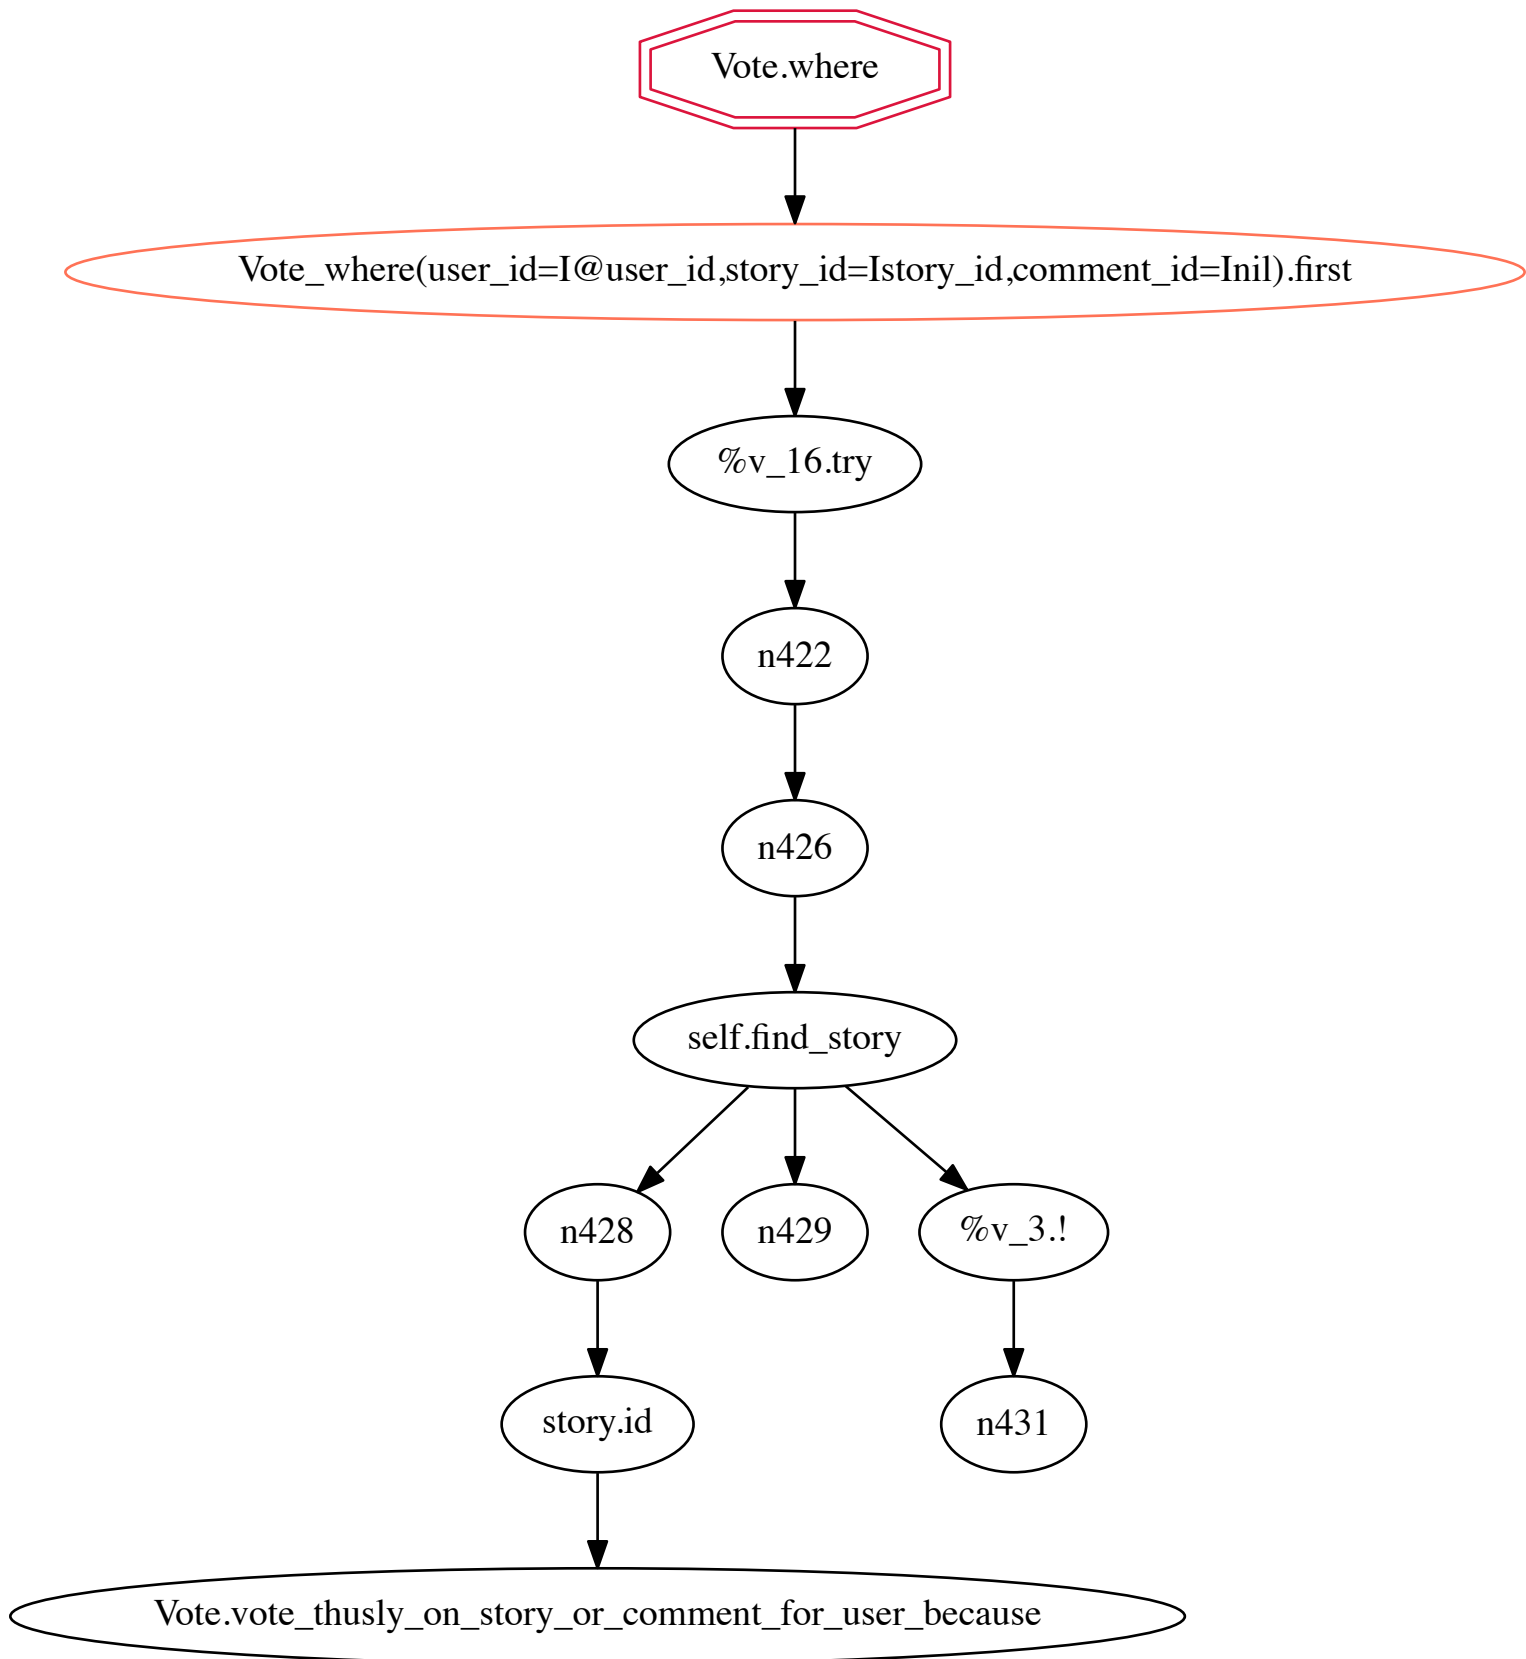 Vote.where
Vote_where(user_id=I@user_id,story_id=Istory_id,comment_id=Inil).first
%v_16.try
n422
n426
self.find_story
n428
n429
%v_3.!
story.id
n431
Vote.vote_thusly_on_story_or_comment_for_user_because